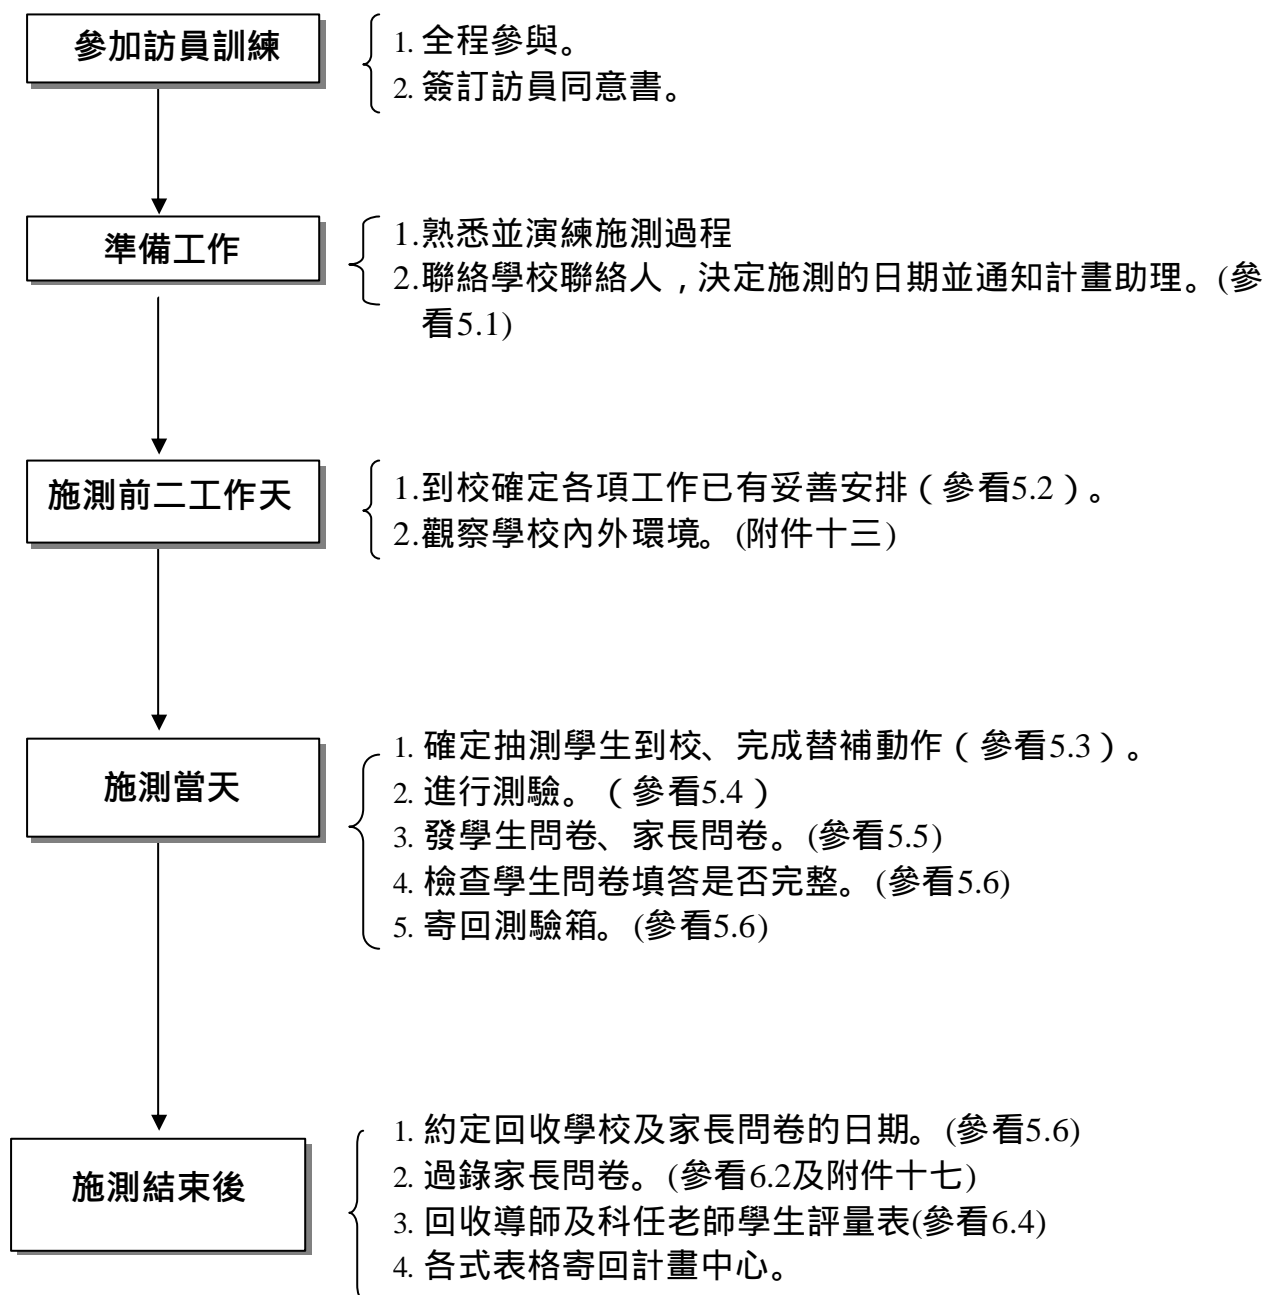 參加訪員訓練
1. 全程參與。
2. 簽訂訪員同意書。
準備工作
1.熟悉並演練施測過程
2.聯絡學校聯絡人，決定施測的日期並通知計畫助理。(參
看5.1)
施測前二工作天
1.到校確定各項工作已有妥善安排（參看5.2）。
2.觀察學校內外環境。(附件十三)
施測當天
1. 確定抽測學生到校、完成替補動作（參看5.3）。
2. 進行測驗。（參看5.4）
3. 發學生問卷、家長問卷。(參看5.5)
4. 檢查學生問卷填答是否完整。(參看5.6)
5. 寄回測驗箱。(參看5.6)
施測結束後
1. 約定回收學校及家長問卷的日期。(參看5.6)
2. 過錄家長問卷。(參看6.2及附件十七)
3. 回收導師及科任老師學生評量表(參看6.4)
4. 各式表格寄回計畫中心。